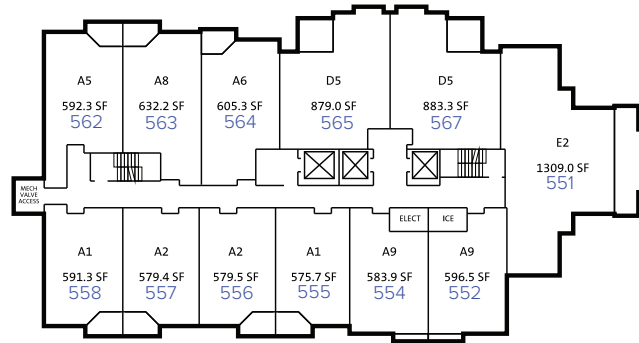 A5
592.3 SF
562
A8
632.2 SF
563
A6
605.3 SF
564
D5
879.0 SF
565
D5
883.3 SF
567
E2
1309.0 SF
551
MECH
VALVE
ACCESS
ELECT
ICE
A1
591.3 SF
558
A2
579.4 SF
557
A2
579.5 SF
556
A1
575.7 SF
555
A9
583.9 SF
554
A9
596.5 SF
552